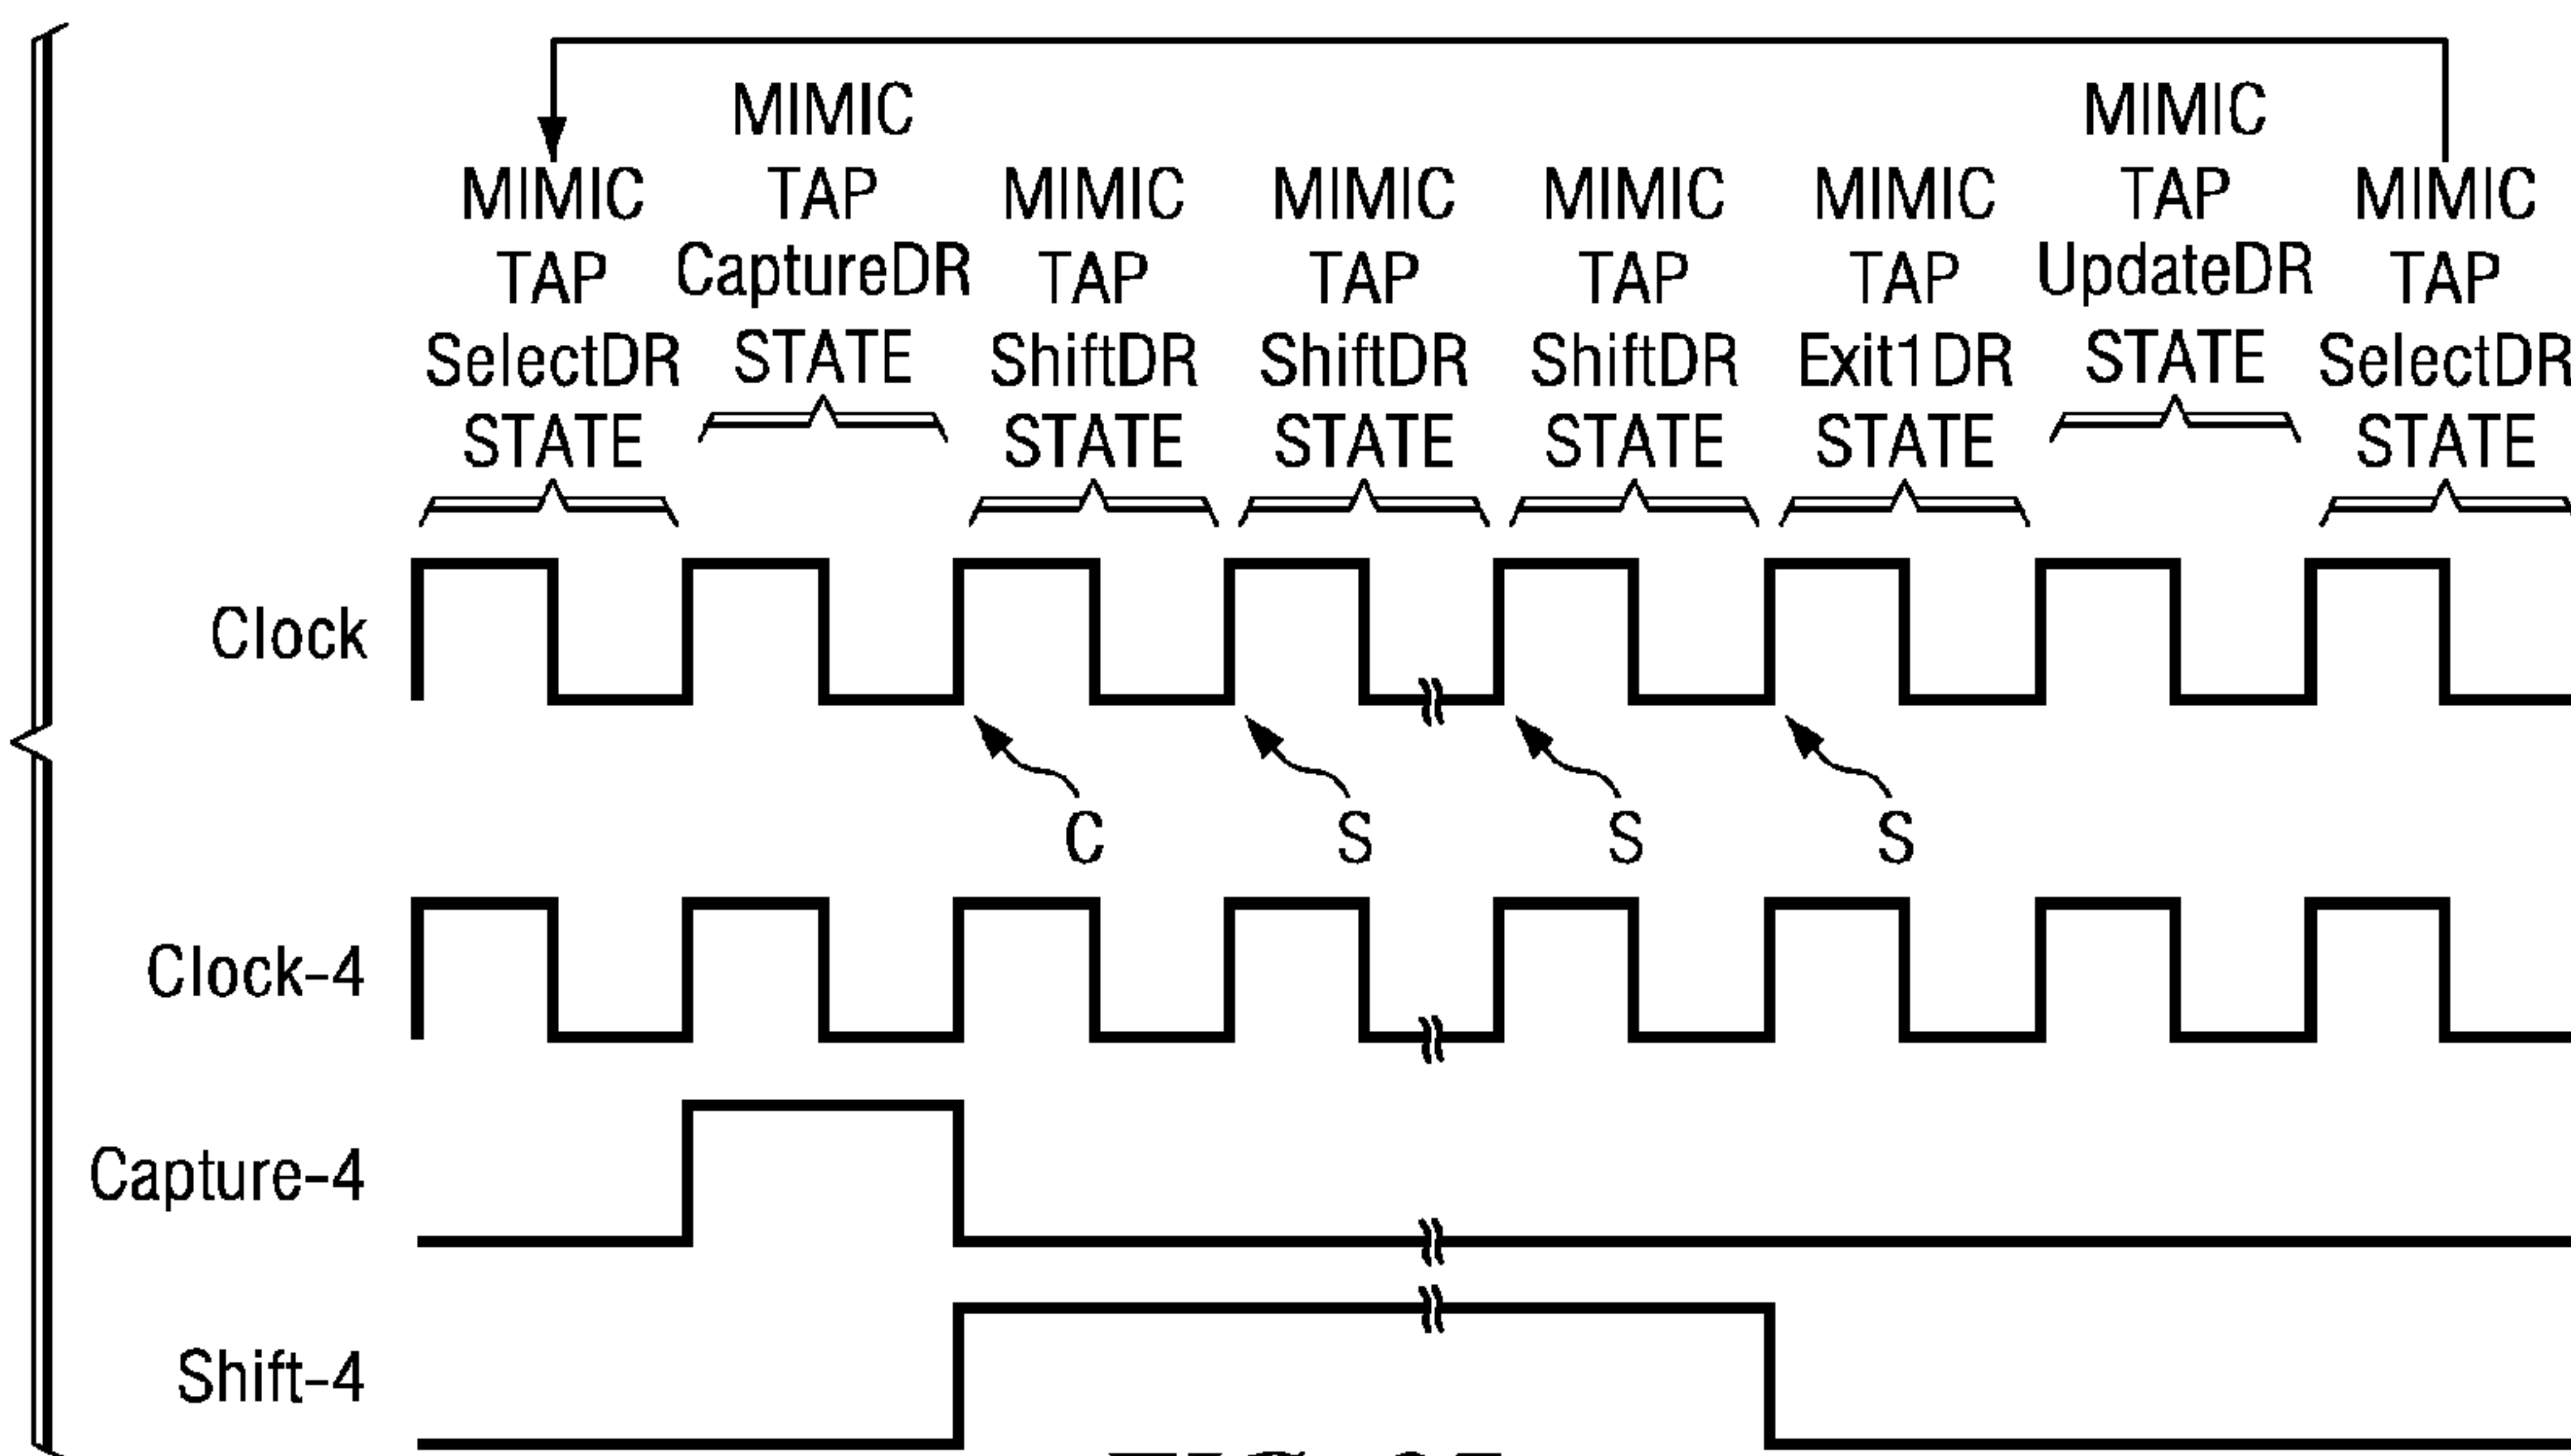 MIMIC
TAP
SelectDR
STATE
MIMIC
TAP
CaptureDR
STATE
MIMIC
TAP
ShiftDR
STATE
MIMIC
TAP
ShiftDR
STATE
MIMIC
TAP
ShiftDR
STATE
MIMIC
TAP
Exit1DR
STATE
MIMIC
TAP
UpdateDR
STATE
MIMIC
TAP
SelectDR
STATE
Clock
C
S
S
S
Clock-4
Capture-4
Shift-4